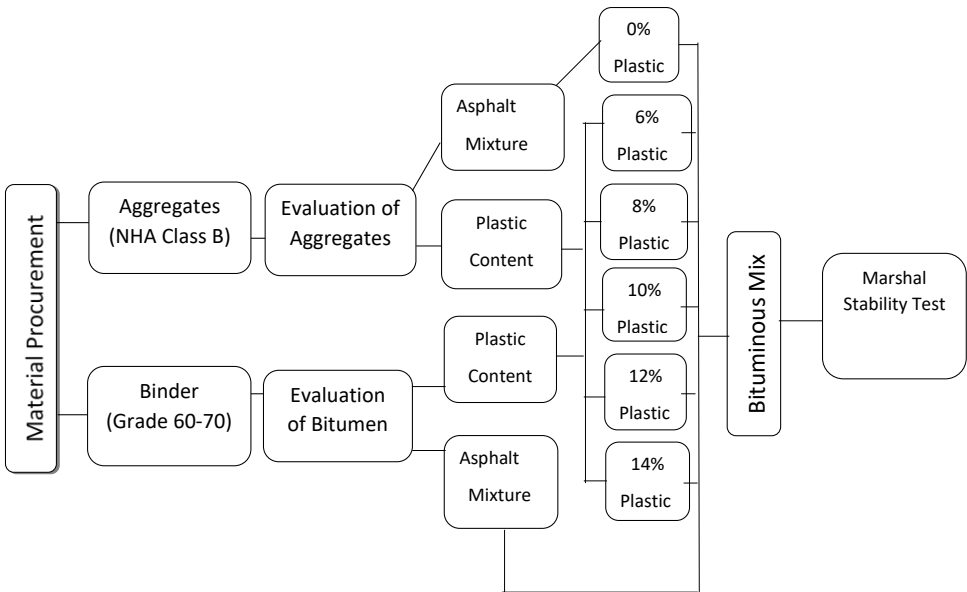 Material Procurement
Aggregates
(NHA Class B)
Binder
(Grade 60-70)
Evaluation of
Aggregates
Evaluation
of Bitumen
Asphalt
Mixture
Plastic
Content
Plastic
Content
Asphalt
Mixture
0%
Plastic
6%
Plastic
8%
Plastic
10%
Plastic
12%
Plastic
14%
Plastic
Bituminous Mix
Marshal
Stability Test